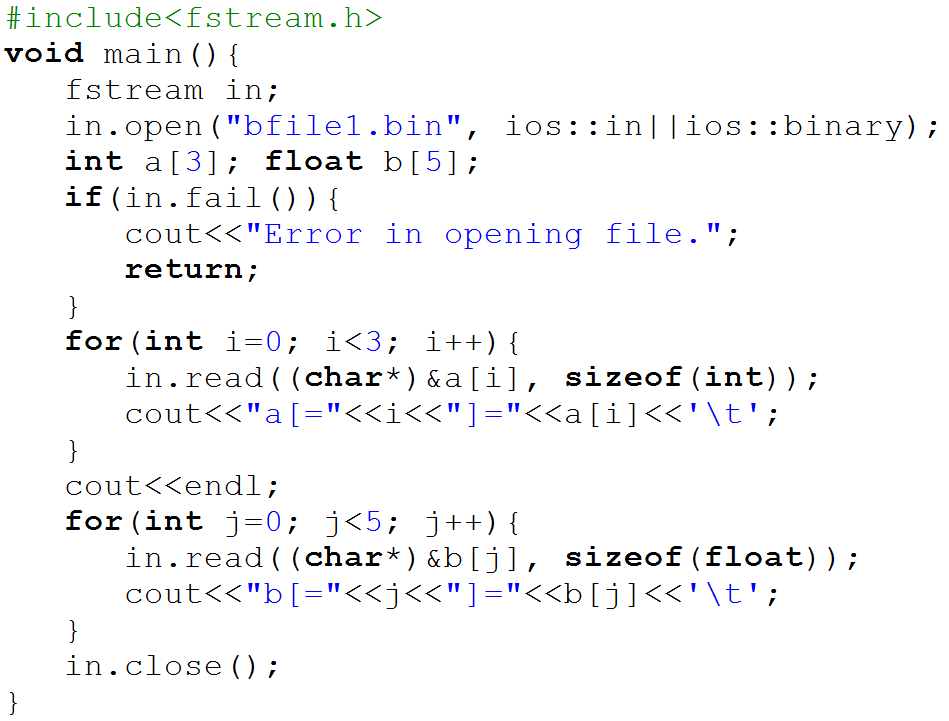 #include<fstream.h>
void main(){
   fstream in;
   in.open("bfile1.bin", ios::in||ios::binary);
   int a[3]; float b[5];
   if(in.fail()){
      cout<<"Error in opening file.";
      return;
   }
   for(int i=0; i<3; i++){
      in.read((char*)&a[i], sizeof(int));
      cout<<"a[="<<i<<"]="<<a[i]<<'\t';
   }
   cout<<endl;
   for(int j=0; j<5; j++){
      in.read((char*)&b[j], sizeof(float));
      cout<<"b[="<<j<<"]="<<b[j]<<'\t';
   }
   in.close();
}